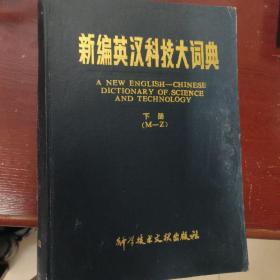 新编英汉科技大词典
A NEW ENGLISH—CHINESE
DICTIONARY OF SCIENCE
AND TECHNOLOGY
下册
(M—Z)
科学技术文献出版社